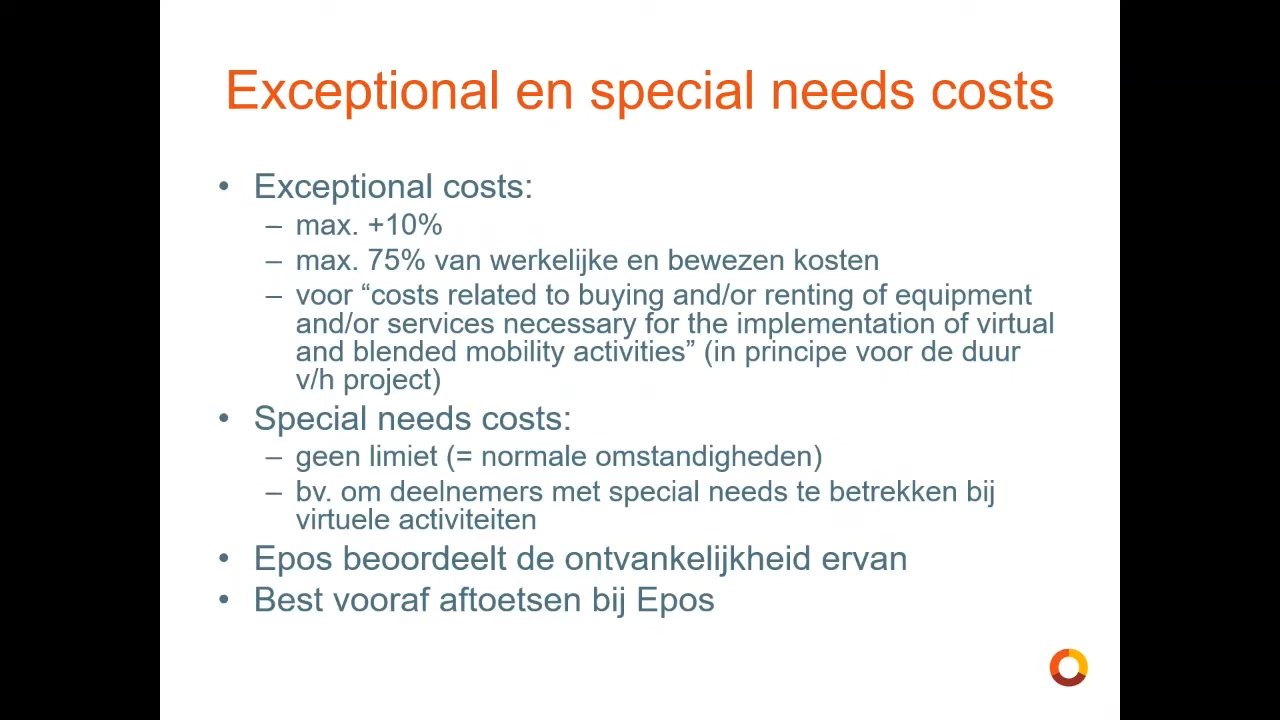 Exceptional en special needs costs
• Exceptional costs:
– max. +10%
– max. 75% van werkelijke en bewezen kosten
– voor “costs related to buying and/or renting of equipment
and/or services necessary for the implementation of virtual
and blended mobility activities” (in principe voor de duur
v/h project)
• Special needs costs:
– geen limiet (= normale omstandigheden)
– bv. om deelnemers met special needs te betrekken bij
virtuele activiteiten
• Epos beoordeelt de ontvankelijkheid ervan
• Best vooraf aftoetsen bij Epos